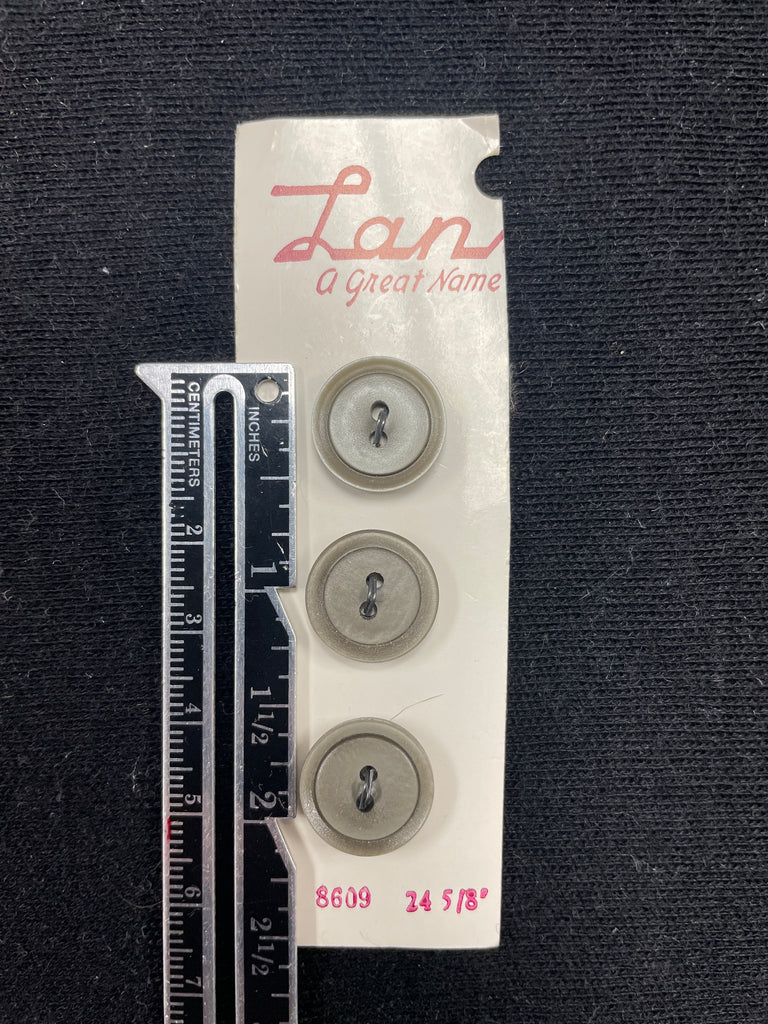 Lan
a Great Name
CENTIMETERS
2
3
4
5
6
7
INCHES
1
1 1/2
2
2 1/2
8609 24 5/8"